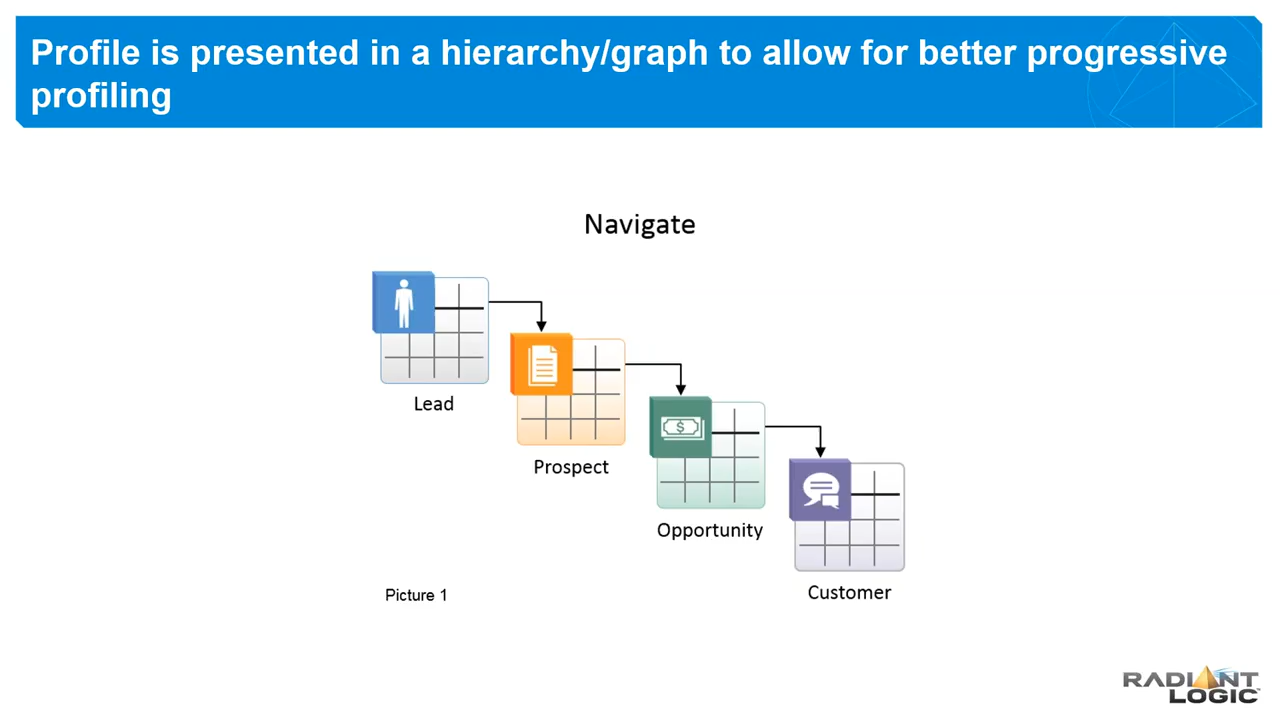 Profile is presented in a hierarchy/graph to allow for better progressive
profiling
Navigate
Lead
$
Prospect
Opportunity
Customer
Picture 1
RADIANT
LOGIC